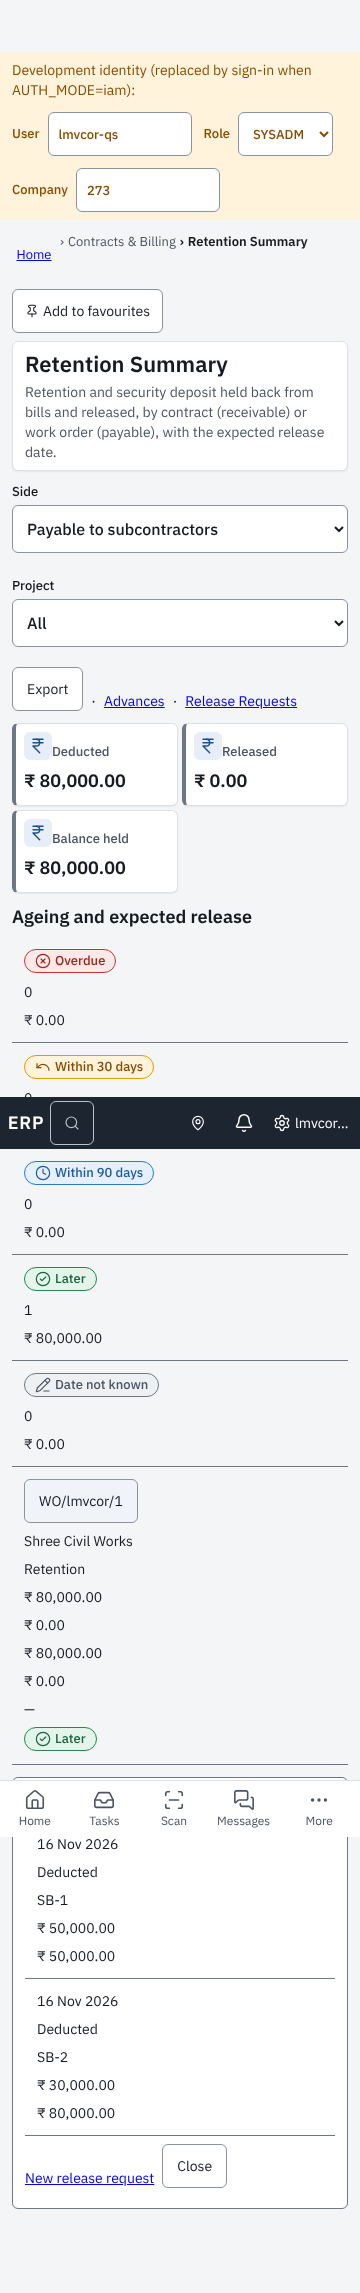 Development identity (replaced by sign-in when
AUTH_MODE=iam):
User lmvcor-qs Role SYSADM
Company 273
Home › Contracts & Billing › Retention Summary
Add to favourites
Retention Summary
Retention and security deposit held back from
bills and released, by contract (receivable) or
work order (payable), with the expected release
date.
Side
Payable to subcontractors
Project
All
Export · Advances · Release Requests
₹ Deducted
₹ 80,000.00
₹ Released
₹ 0.00
₹ Balance held
₹ 80,000.00
Ageing and expected release
Overdue
0
₹ 0.00
Within 30 days
ERP lmvcor...
Within 90 days
0
₹ 0.00
Later
1
₹ 80,000.00
Date not known
0
₹ 0.00
WO/lmvcor/1
Shree Civil Works
Retention
₹ 80,000.00
₹ 0.00
₹ 80,000.00
₹ 0.00
—
Later
Home Tasks Scan Messages More
16 Nov 2026
Deducted
SB-1
₹ 50,000.00
₹ 50,000.00
16 Nov 2026
Deducted
SB-2
₹ 30,000.00
₹ 80,000.00
New release request Close